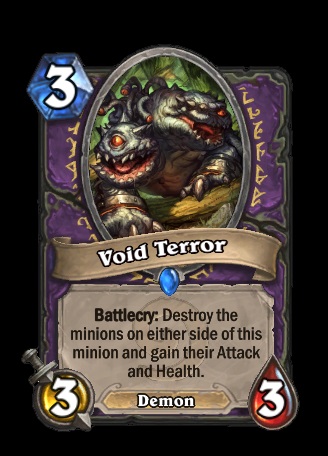 3
Void Terror
Battlecry: Destroy the
minions on either side of this
minion and gain their Attack
and Health.
3
Demon
3